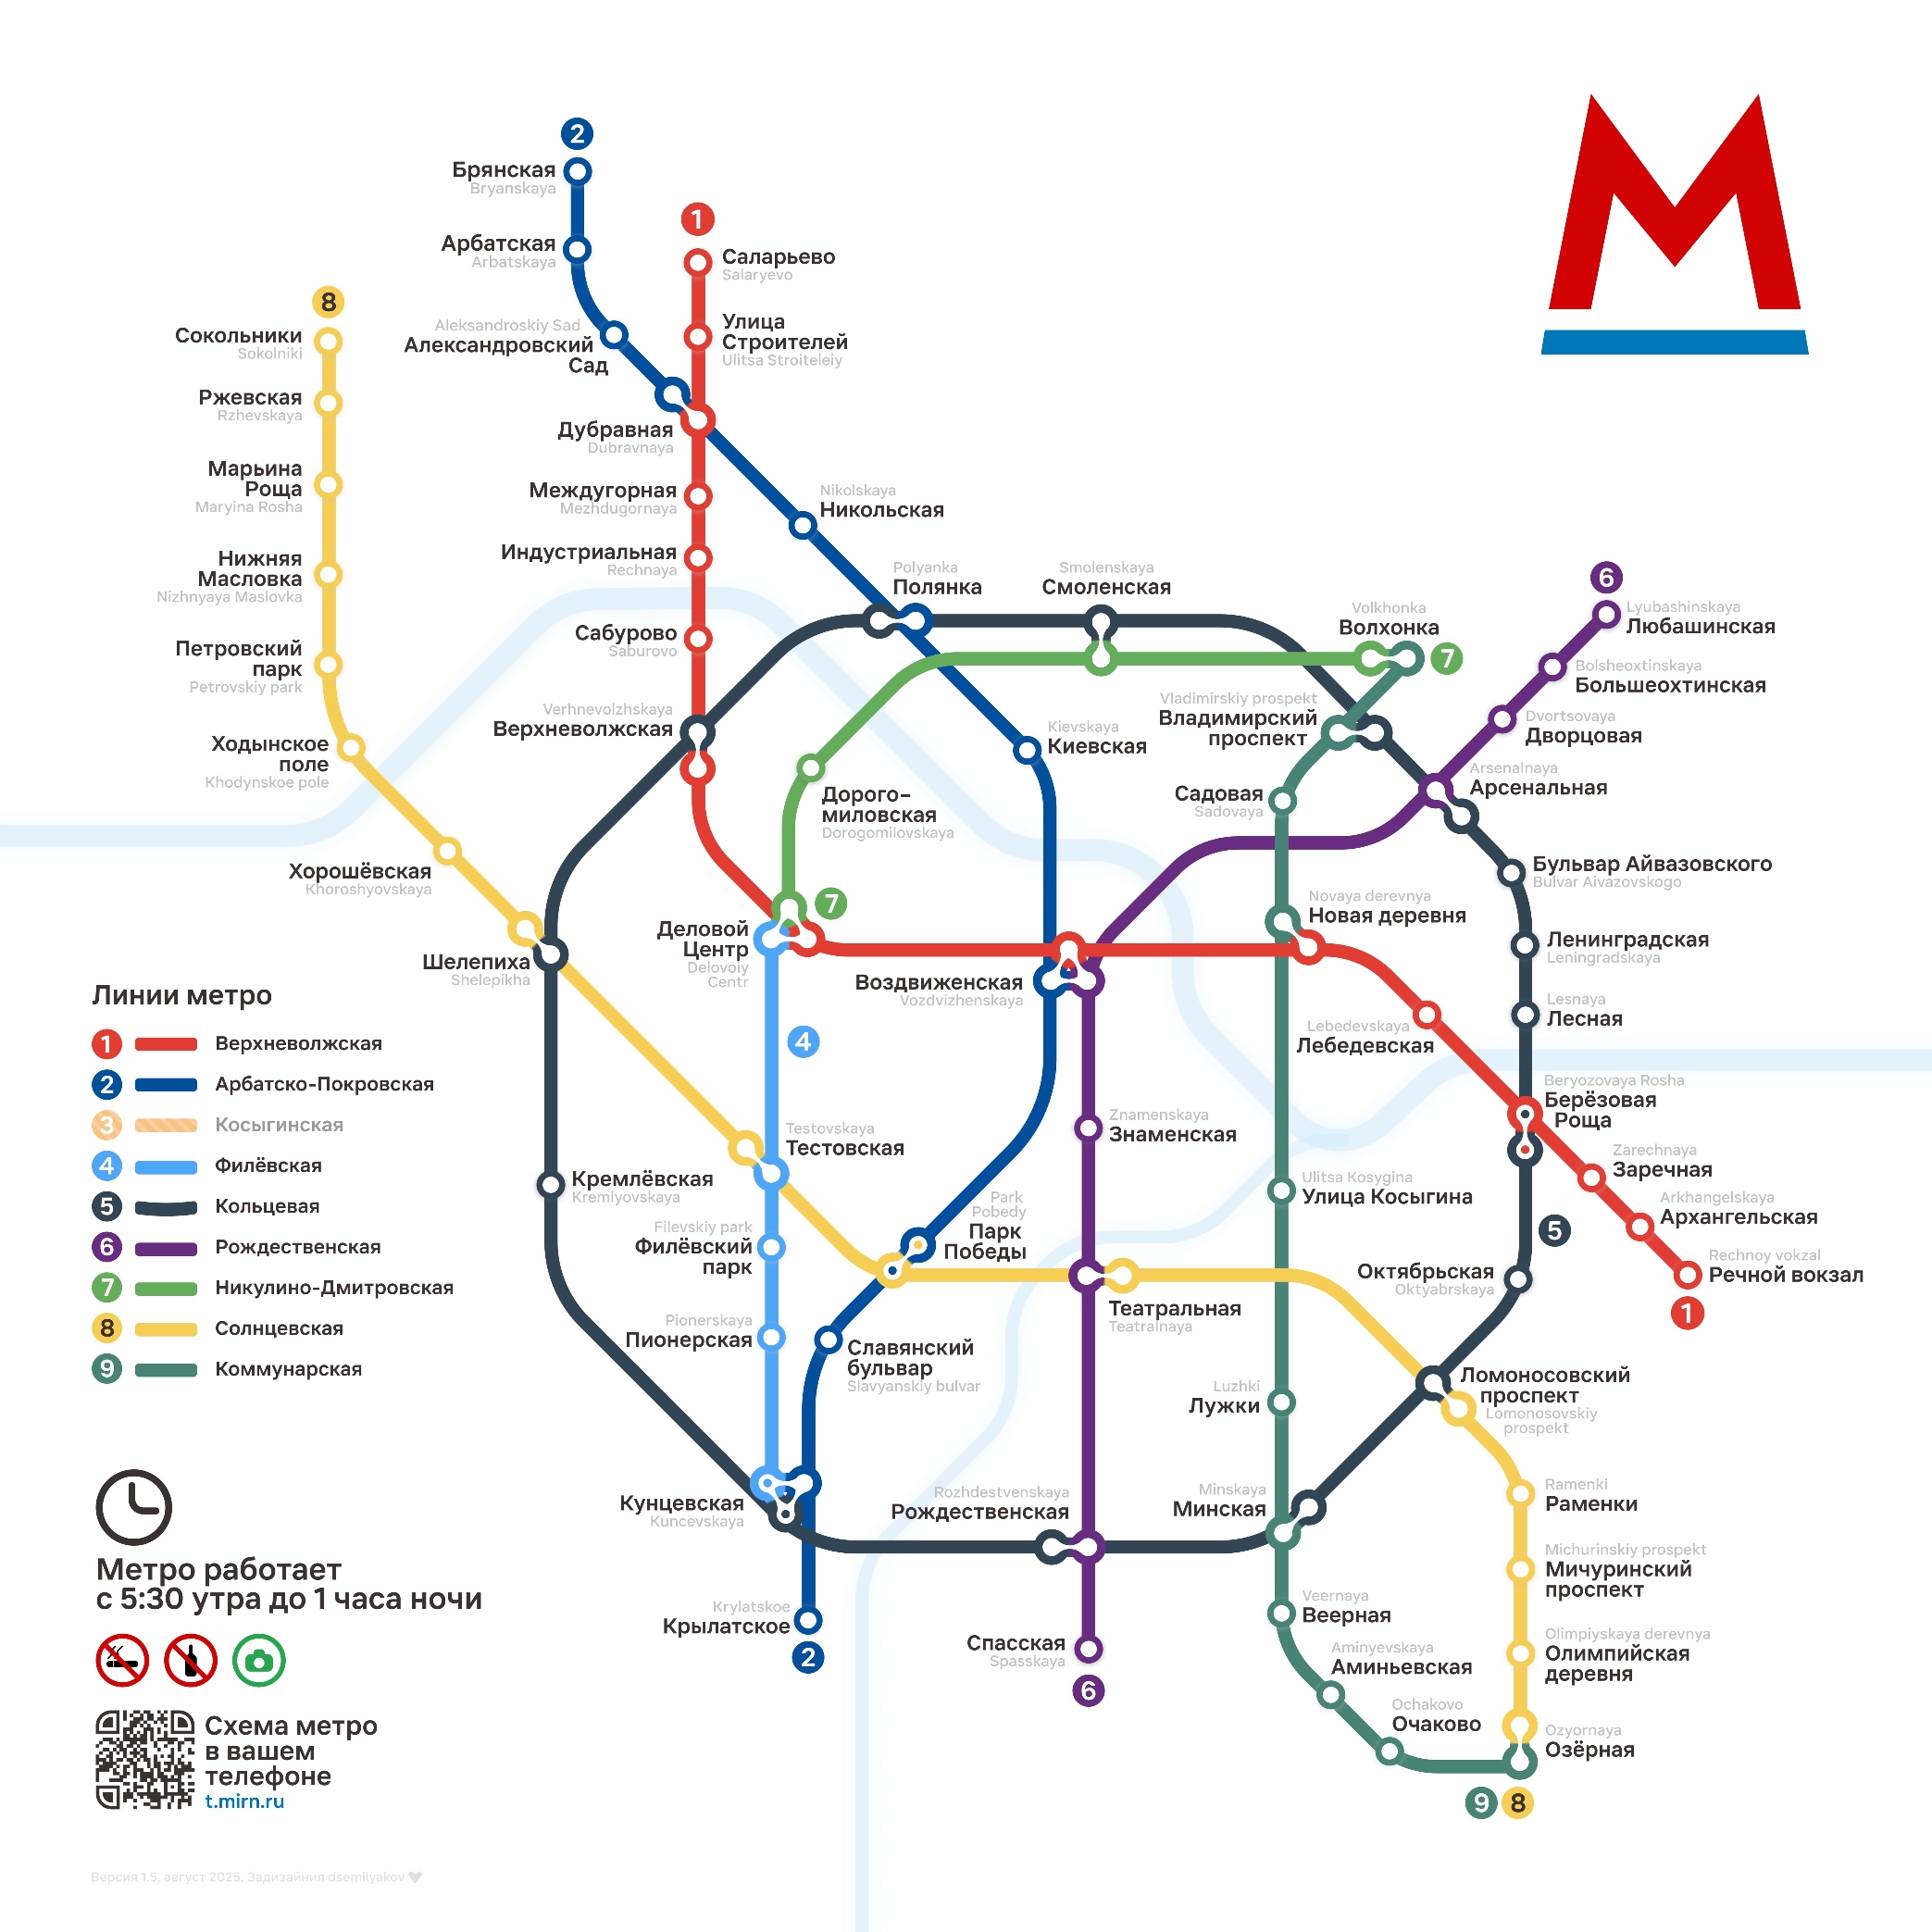 2
Брянская
Bryanskaya
Арбатская
Arbatskaya
Aleksandroskiy Sad
Александровский
Сад
1
Саларьево
Salaryevo
Улица
Строителей
Ulitsa Stroiteleiy
Дубравная
Dubravnaya
Междугорная
Mezhdugornaya
Индустриальная
Rechnaya
Сабурово
Saburovo
Verhnevolzhskaya
Верхневолжская
8
Сокольники
Sokolniki
Ржевская
Rzhevskaya
Марьина
Роща
Maryina Rosha
Нижняя
Масловка
Nizhnyaya Maslovka
Петровский
парк
Petrovskiy park
Ходынское
поле
Khodynskoe pole
Хорошёвская
Khoroshyovskaya
Шелепиха
Shelepikha
Nikolskaya
Никольская
Polyanka
Полянка
Smolenskaya
Смоленская
Volkhonka
Волхонка
7
Kievskaya
Киевская
Vladimirskiy prospekt
Владимирский
проспект
Садовая
Sadovaya
6
Lyubashinskaya
Любашинская
Bolsheoxtinskaya
Большеохтинская
Dvortsovaya
Дворцовая
Arsenalnaya
Арсенальная
Бульвар Айвазовского
Bulvar Aivazovskogo
Ленинградская
Leningradskaya
Lesnaya
Лесная
Beryozovaya Rosha
Берёзовая
Роща
Zarechnaya
Заречная
Arkhangelskaya
Архангельская
Rechnoy vokzal
Речной вокзал
1
5
Дорого-
миловская
Dorogomilovskaya
7
Деловой
Центр
Delovoiy
Centr
4
Воздвиженская
Vozdvizhenskaya
Novaya derevnya
Новая деревня
Lebedevskaya
Лебедевская
Znamenskaya
Знаменская
Ulitsa Kosygina
Улица Косыгина
Testovskaya
Тестовская
Кремлёвская
Kremlyovskaya
Filevskiy park
Филёвский
парк
Park
Pobedy
Парк
Победы
Pionerskaya
Пионерская
Славянский
бульвар
Slavyanskiy bulvar
Театральная
Teatralnaya
Октябрьская
Oktyabrskaya
Ломоносовский
проспект
Lomonosovskiy
prospekt
Luzhki
Лужки
Кунцевская
Kuncevskaya
Rozhdestvenskaya
Рождественская
Minskaya
Минская
Ramenki
Раменки
Michurinskiy prospekt
Мичуринский
проспект
Olimpiyskaya derevnya
Олимпийская
деревня
Ozyornaya
Озёрная
9 8
Krylatskoe
Крылатское
2
Спасская
Spasskaya
6
Veernaya
Веерная
Aminyevskaya
Аминьевская
Ochakovo
Очаково
Линии метро
1 Верхневолжская
2 Арбатско-Покровская
3 Косыгинская
4 Филёвская
5 Кольцевая
6 Рождественская
7 Никулино-Дмитровская
8 Солнцевская
9 Коммунарская
Метро работает
с 5:30 утра до 1 часа ночи
Схема метро
в вашем
телефоне
t.mirn.ru
Версия 1.5, август 2025. Задизайнил dsemilyakov